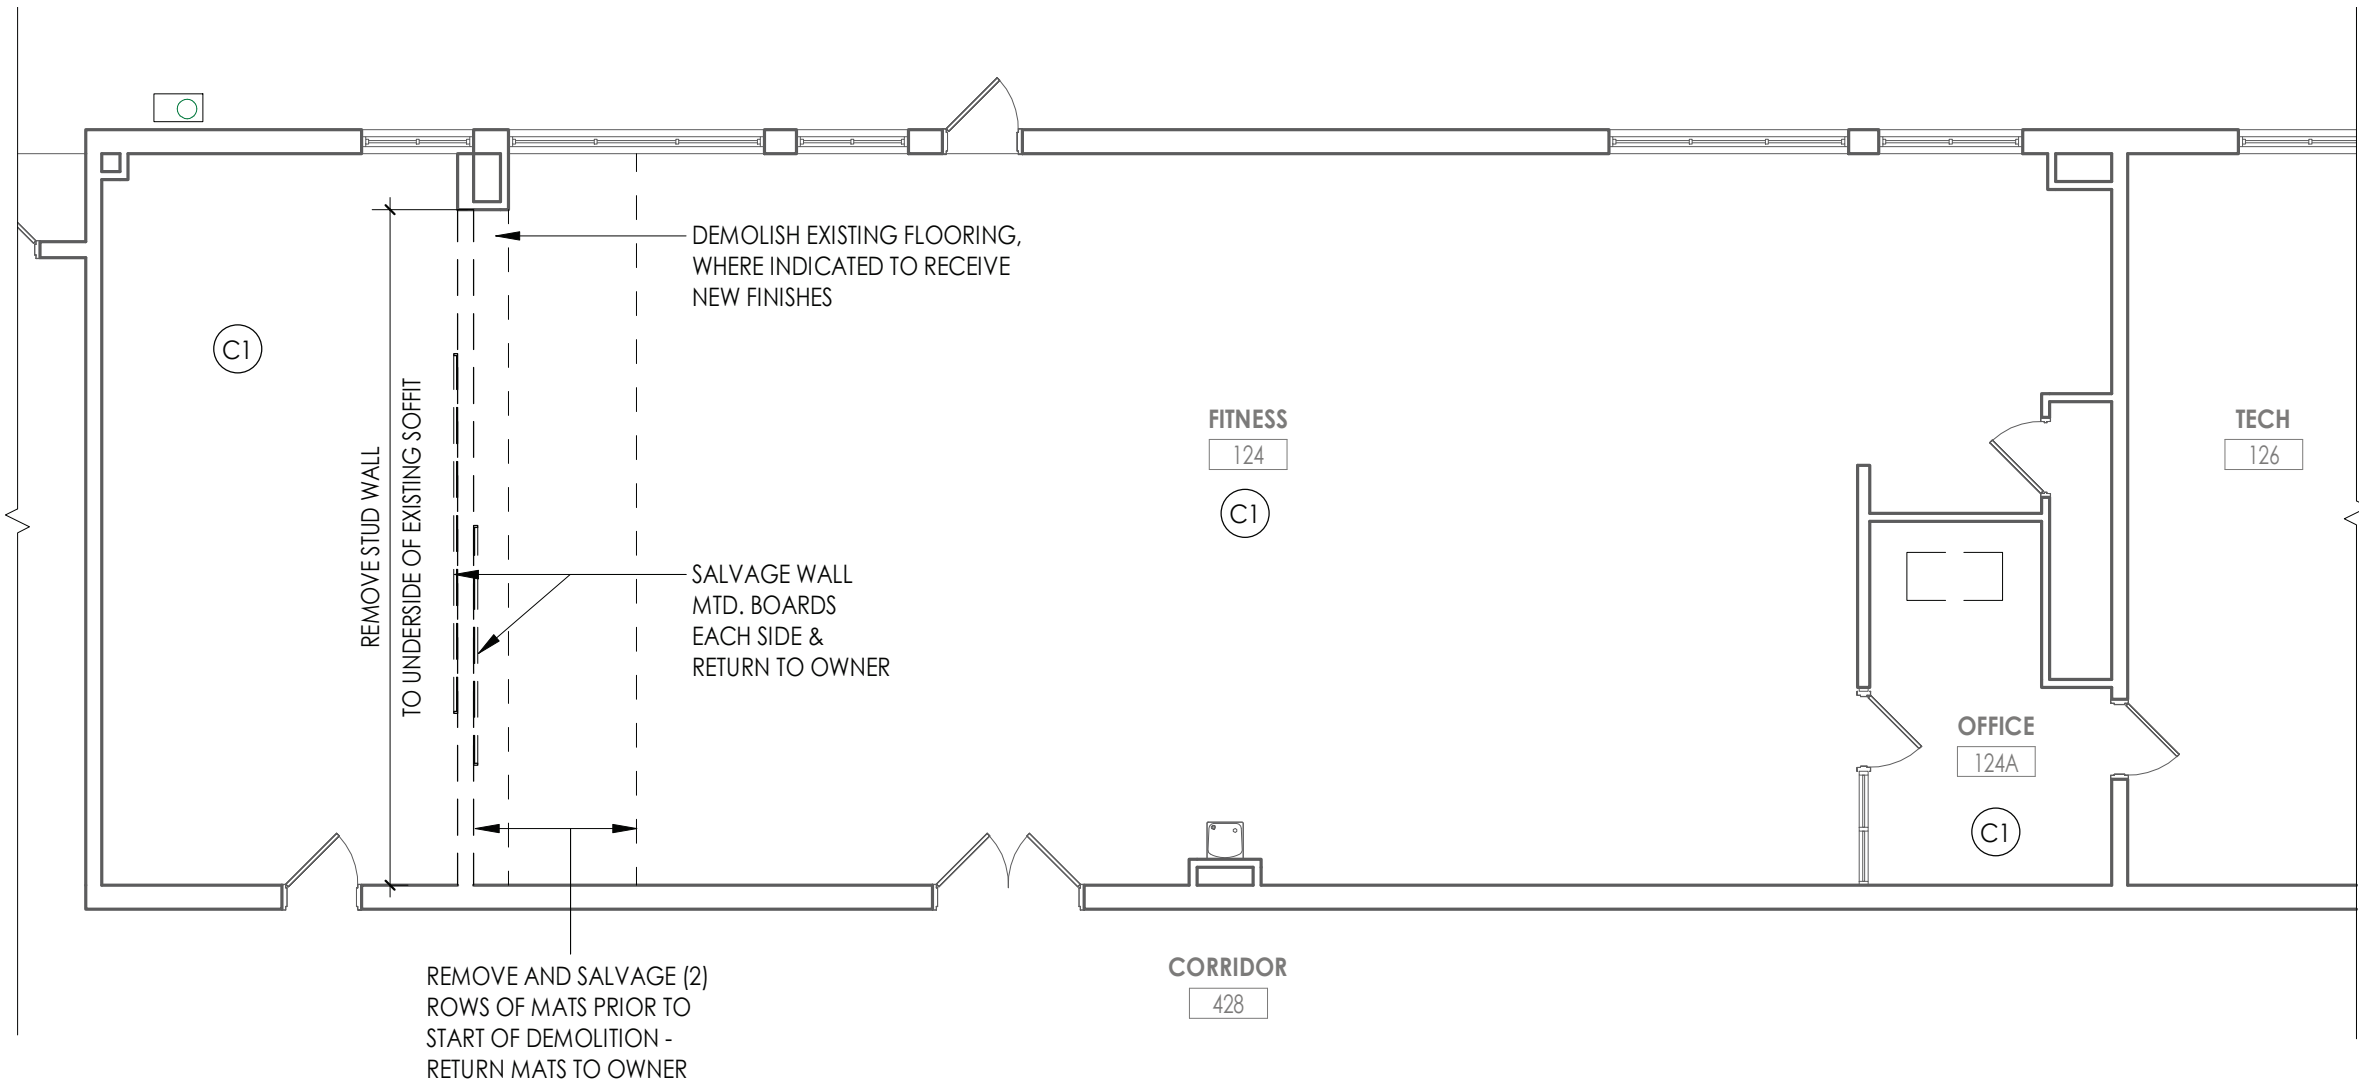 DEMOLISH EXISTING FLOORING,
WHERE INDICATED TO RECEIVE
NEW FINISHES
C1
REMOVE STUD WALL
TO UNDERSIDE OF EXISTING SOFFIT
FITNESS
124
C1
TECH
126
SALVAGE WALL
MTD. BOARDS
EACH SIDE &
RETURN TO OWNER
OFFICE
124A
C1
REMOVE AND SALVAGE (2)
ROWS OF MATS PRIOR TO
START OF DEMOLITION -
RETURN MATS TO OWNER
CORRIDOR
428